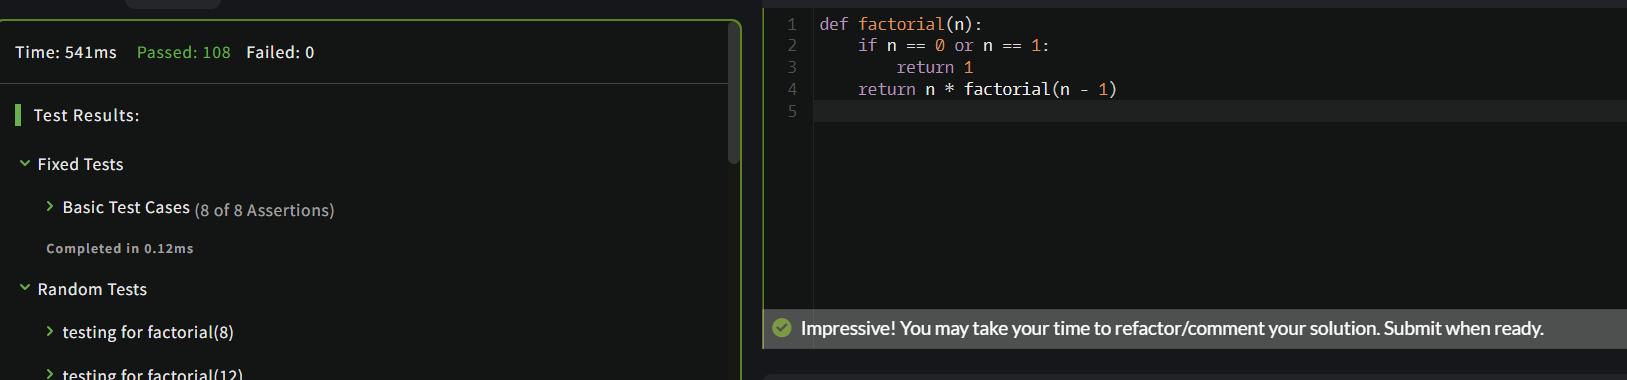 Time: 541ms Passed: 108 Failed: 0
Test Results:
Fixed Tests
Basic Test Cases (8 of 8 Assertions)
Completed in 0.12ms
Random Tests
testing for factorial(8)
testing for factorial(12)
1 def factorial(n):
2     if n == 0 or n == 1:
3         return 1
4     return n * factorial(n - 1)
5
Impressive! You may take your time to refactor/comment your solution. Submit when ready.